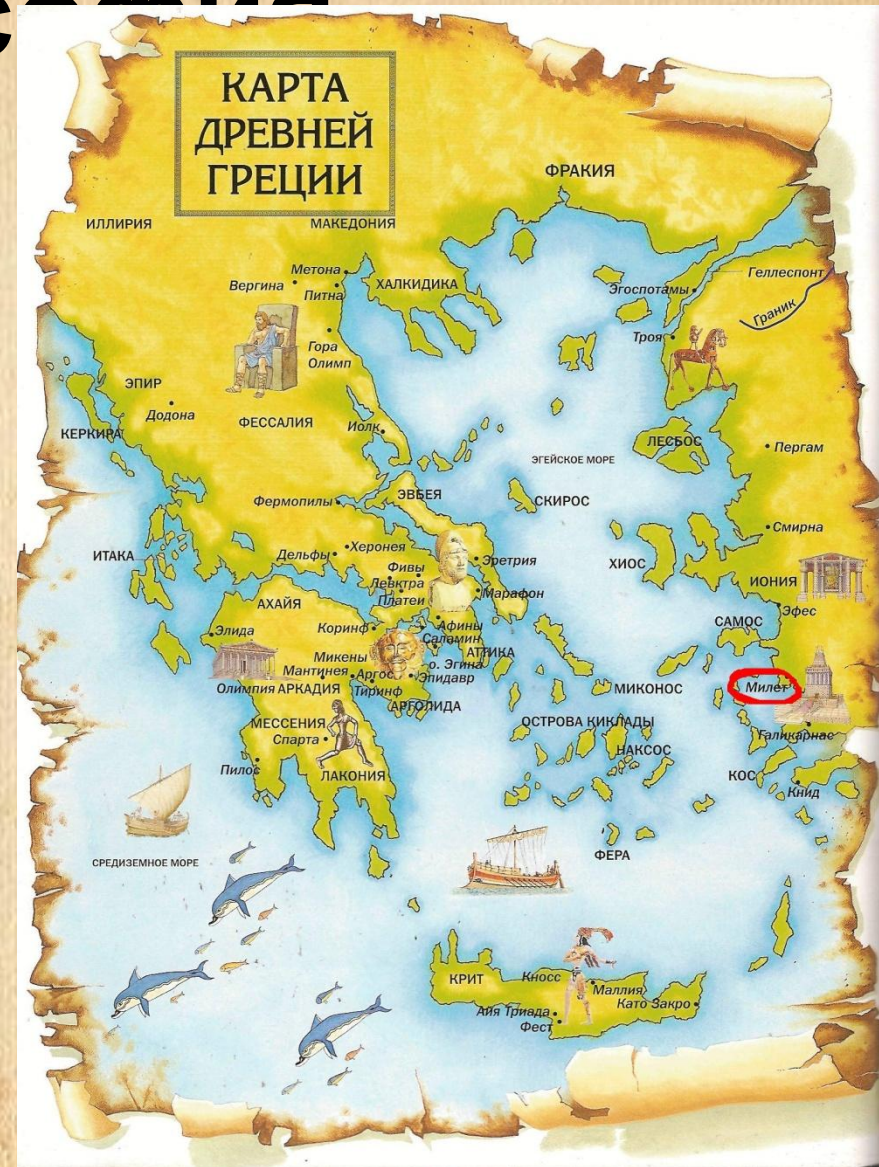 КАРТА
ДРЕВНЕЙ
ГРЕЦИИ
ФРАКИЯ
ИЛЛИРИЯ
МАКЕДОНИЯ
Метона
Вергина
Питна
ХАЛКИДИКА
Геллеспонт
Эгоспотамы
Граник
Троя
Гора
Олимп
ЭПИР
Додона
ФЕССАЛИЯ
Иолк
КЕРКИРА
ЛЕСБОС
Пергам
ЭГЕЙСКОЕ МОРЕ
ЭВБЕЯ
Фермопилы
СКИРОС
Смирна
ИТАКА
Дельфы
Херонея
Эретрия
ХИОС
Фивы
Левктра
ИОНИЯ
Платеи
Марафон
АХАЙЯ
Эфес
САМОС
Элида
Коринф
Афины
Саламин
АТТИКА
Микены
о. Эгина
Мантинея
Аргос
Эпидавр
Олимпия
АРКАДИЯ
Тиринф
МИКОНОС
Милет
АРГОЛИДА
МЕССЕНИЯ
ОСТРОВА КИКЛАДЫ
Галикарнас
Спарта
НАКСОС
Пилос
ЛАКОНИЯ
КОС
Книд
ФЕРА
СРЕДИЗЕМНОЕ МОРЕ
КРИТ
Кносс
Маллия
Като Закро
Айя Триада
Фест